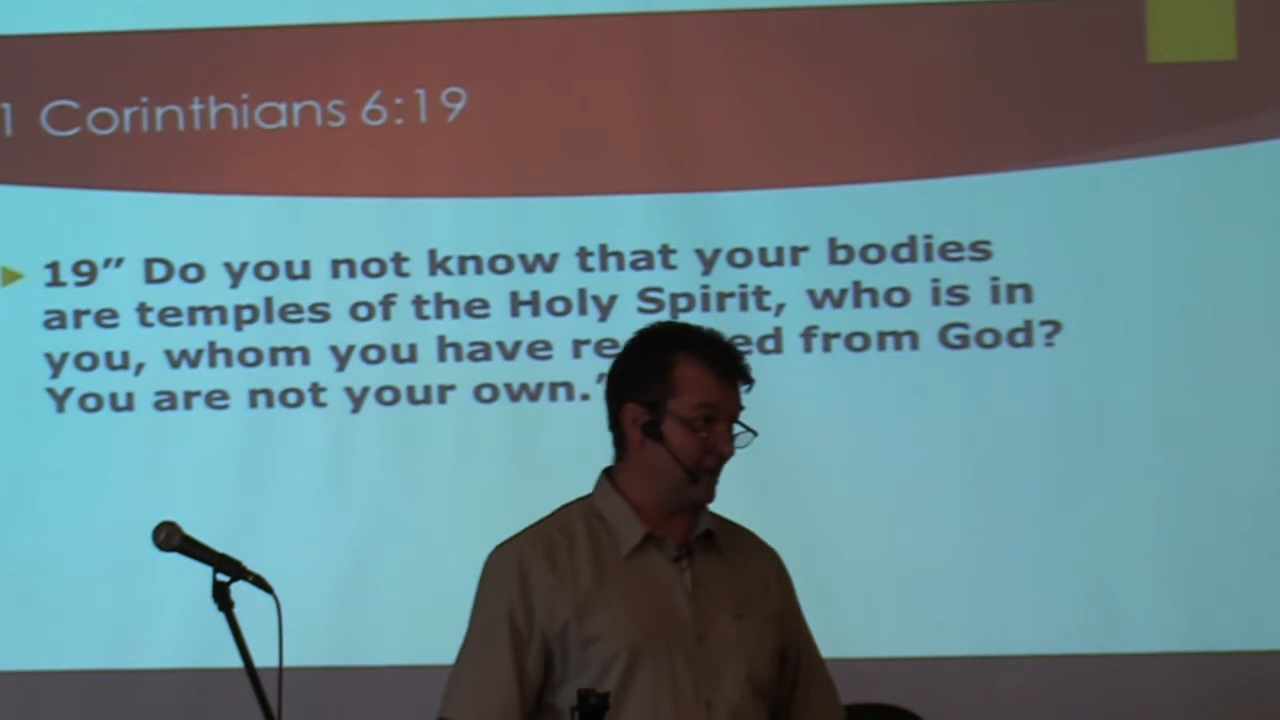 1 Corinthians 6:19
19” Do you not know that your bodies
are temples of the Holy Spirit, who is in
you, whom you have from God?
You are not your own.”